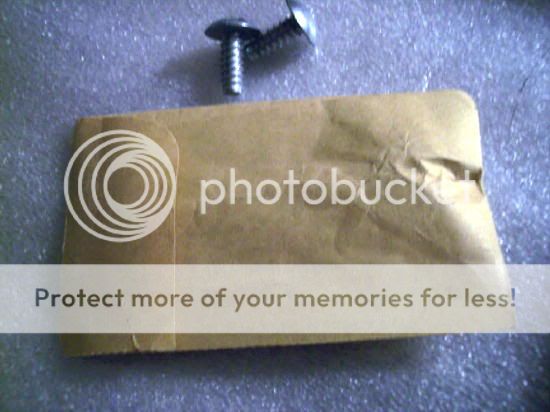 photobucket
Protect more of your memories for less!